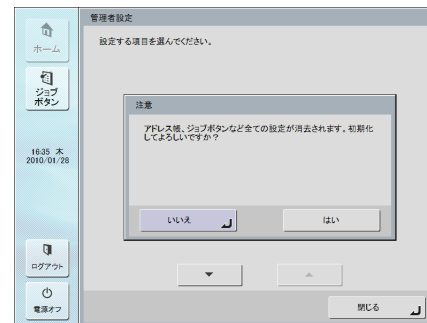 管理者設定
ホーム
設定する項目を選んでください。
ジョブ
ボタン
注意
アドレス帳、ジョブボタンなど全ての設定が消去されます。初期化
してよろしいですか？
16:35 木
2010/01/28
いいえ
はい
ログアウト
電源オフ
閉じる